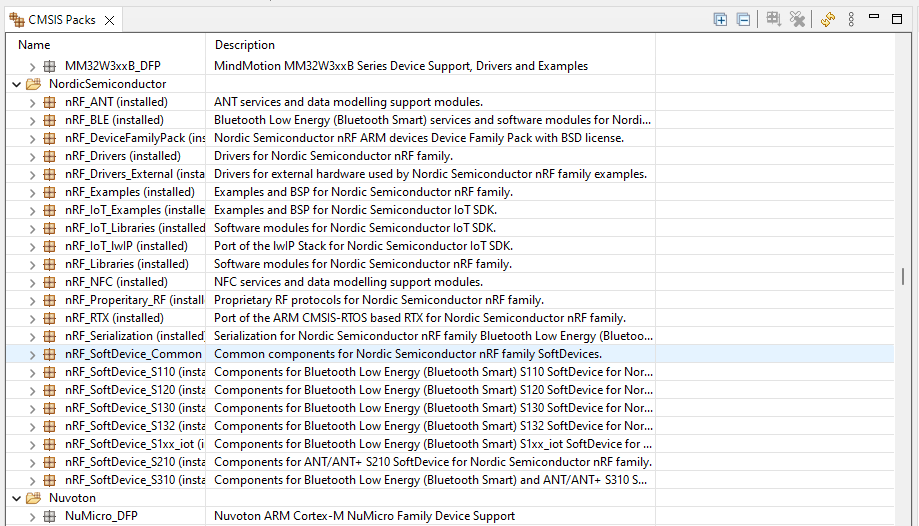 CMSIS Packs
Name Description
MM32W3xxB_DFP MindMotion MM32W3xxB Series Device Support, Drivers and Examples
NordicSemiconductor
nRF_ANT (installed) ANT services and data modelling support modules.
nRF_BLE (installed) Bluetooth Low Energy (Bluetooth Smart) services and software modules for Nordi...
nRF_DeviceFamilyPack (ins Nordic Semiconductor nRF ARM devices Device Family Pack with BSD license.
nRF_Drivers (installed) Drivers for Nordic Semiconductor nRF family.
nRF_Drivers_External (insta Drivers for external hardware used by Nordic Semiconductor nRF family examples.
nRF_Examples (installed) Examples and BSP for Nordic Semiconductor nRF family.
nRF_IoT_Examples (installe Examples and BSP for Nordic Semiconductor IoT SDK.
nRF_IoT_Libraries (installed Software modules for Nordic Semiconductor IoT SDK.
nRF_IoT_lwIP (installed) Port of the lwIP Stack for Nordic Semiconductor IoT SDK.
nRF_Libraries (installed) Software modules for Nordic Semiconductor nRF family.
nRF_NFC (installed) NFC services and data modelling support modules.
nRF_Properitary_RF (install Proprietary RF protocols for Nordic Semiconductor nRF family.
nRF_RTX (installed) Port of the ARM CMSIS-RTOS based RTX for Nordic Semiconductor nRF family.
nRF_Serialization (installed) Serialization for Nordic Semiconductor nRF family Bluetooth Low Energy (Bluetoo...
nRF_SoftDevice_Common Common components for Nordic Semiconductor nRF family SoftDevices.
nRF_SoftDevice_S110 (insta Components for Bluetooth Low Energy (Bluetooth Smart) S110 SoftDevice for Nor...
nRF_SoftDevice_S120 (insta Components for Bluetooth Low Energy (Bluetooth Smart) S120 SoftDevice for Nor...
nRF_SoftDevice_S130 (insta Components for Bluetooth Low Energy (Bluetooth Smart) S130 SoftDevice for Nor...
nRF_SoftDevice_S132 (insta Components for Bluetooth Low Energy (Bluetooth Smart) S132 SoftDevice for Nor...
nRF_SoftDevice_S1xx_iot (i Components for Bluetooth Low Energy (Bluetooth Smart) S1xx_iot SoftDevice for ...
nRF_SoftDevice_S210 (insta Components for ANT/ANT+ S210 SoftDevice for Nordic Semiconductor nRF family.
nRF_SoftDevice_S310 (insta Components for Bluetooth Low Energy (Bluetooth Smart) and ANT/ANT+ S310 S...
Nuvoton
NuMicro_DFP Nuvoton ARM Cortex-M NuMicro Family Device Support